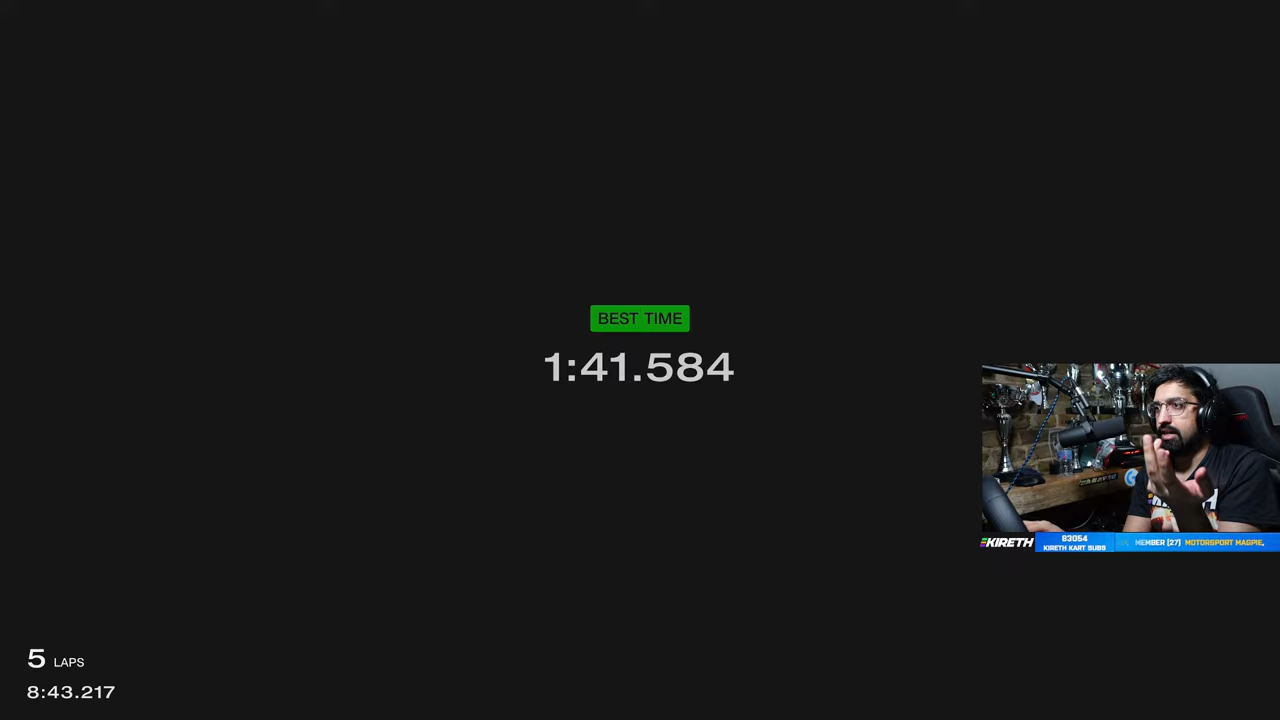 BEST TIME
1:41.584
KIRETH
83054
KIRETH KART SUBS
MEMBER (27) MOTORSPORT MAGPIE,
5 LAPS
8:43.217